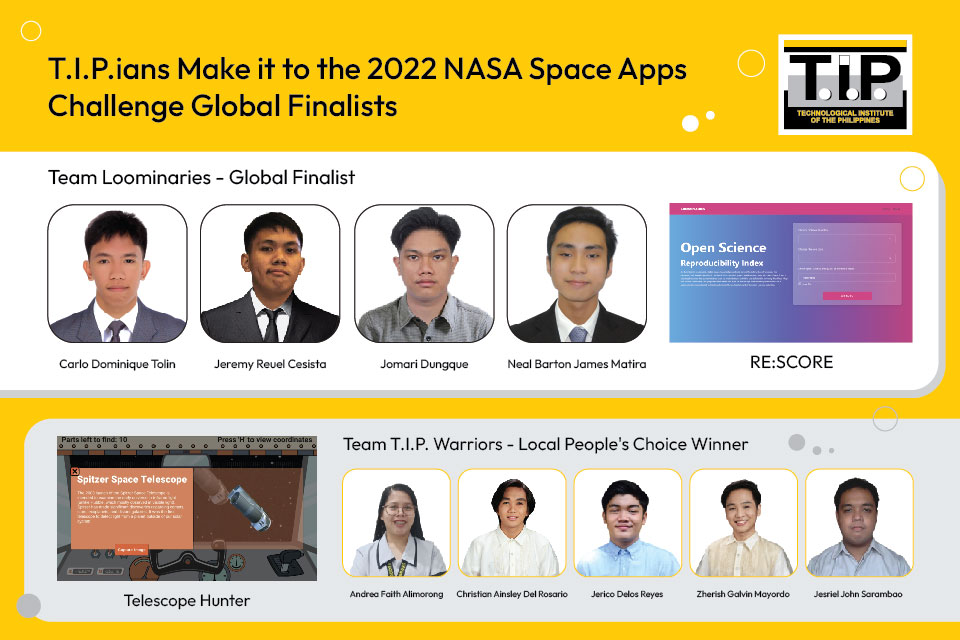 T.I.P.ians Make it to the 2022 NASA Space Apps
Challenge Global Finalists
T.I.P
TECHNOLOGICAL INSTITUTE
OF THE PHILIPPINES
Team Loominaries - Global Finalist
Carlo Dominique Tolin
Jeremy Reuel Cesista
Jomari Dungque
Neal Barton James Matira
Open Science
Reproducibility Index
RE:SCORE
Parts left to find: 10
Press 'H' to view coordinates
Spitzer Space Telescope
Telescope Hunter
Team T.I.P. Warriors - Local People's Choice Winner
Andrea Faith Alimorong
Christian Ainsley Del Rosario
Jerico Delos Reyes
Zherish Galvin Mayordo
Jesriel John Sarambao